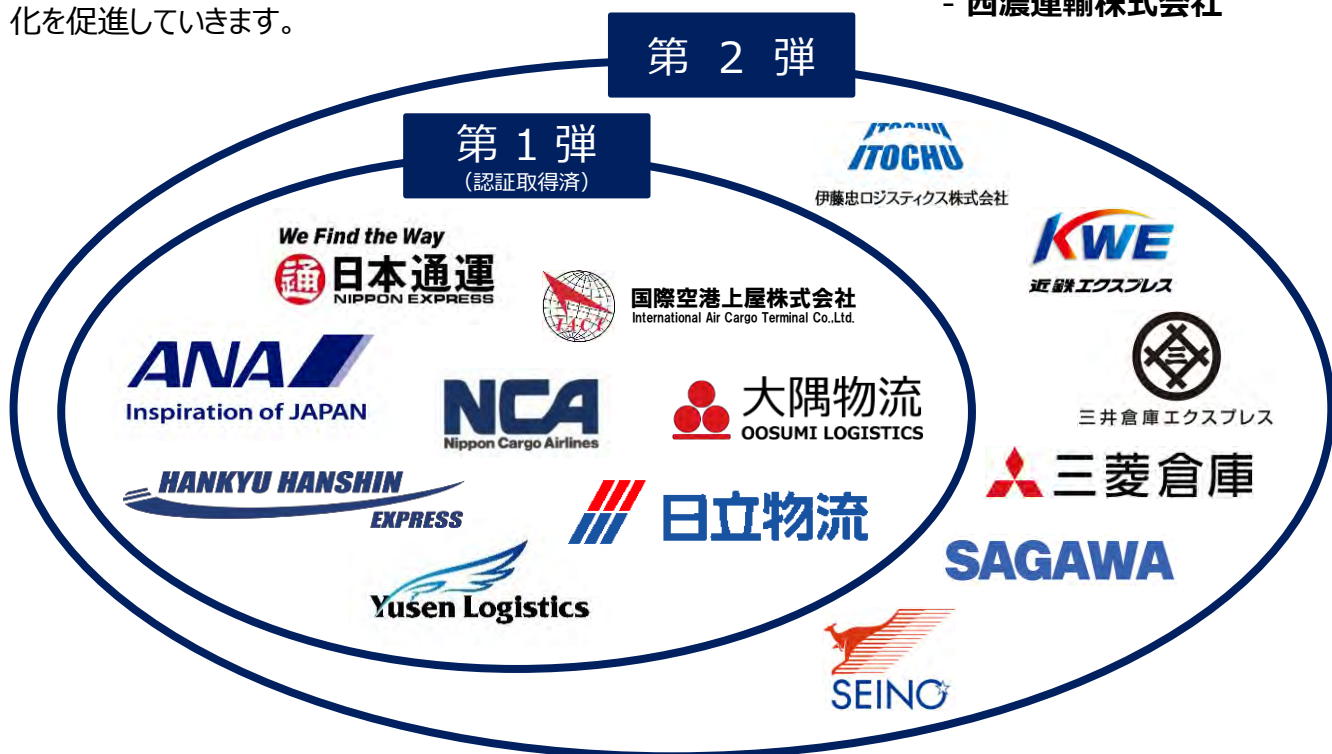 化を促進していきます。
- 西濃運輸株式会社
第 2 弾
第 1 弾
（認証取得済）
ITOCHU
ITOCHU
伊藤忠ロジスティクス株式会社
We Find the Way
通 日本通運
NIPPON EXPRESS
IACT
国際空港上屋株式会社
International Air Cargo Terminal Co.,Ltd.
KWE
近鉄エクスプレス
ANA
Inspiration of JAPAN
NCA
Nippon Cargo Airlines
大隅物流
OOSUMI LOGISTICS
三
三井倉庫エクスプレス
HANKYU HANSHIN
EXPRESS
日立物流
三菱倉庫
Yusen Logistics
SAGAWA
SEINO